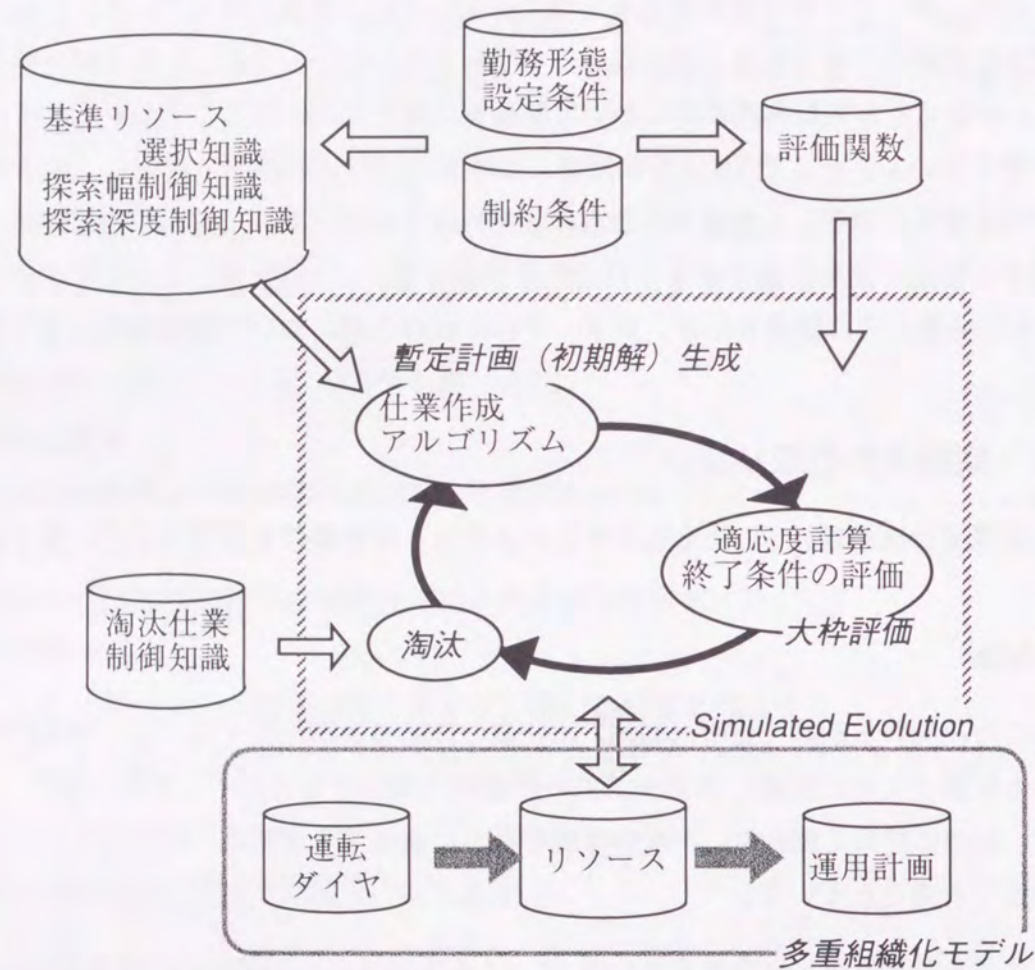 勤務形態
設定条件
制約条件
基準リソース
選択知識
探索幅制御知識
探索深度制御知識
評価関数
暫定計画（初期解）生成
仕業作成
アルゴリズム
適応度計算
終了条件の評価
大枠評価
淘汰
淘汰仕業
制御知識
Simulated Evolution
運転
ダイヤ
リソース
運用計画
多重組織化モデル